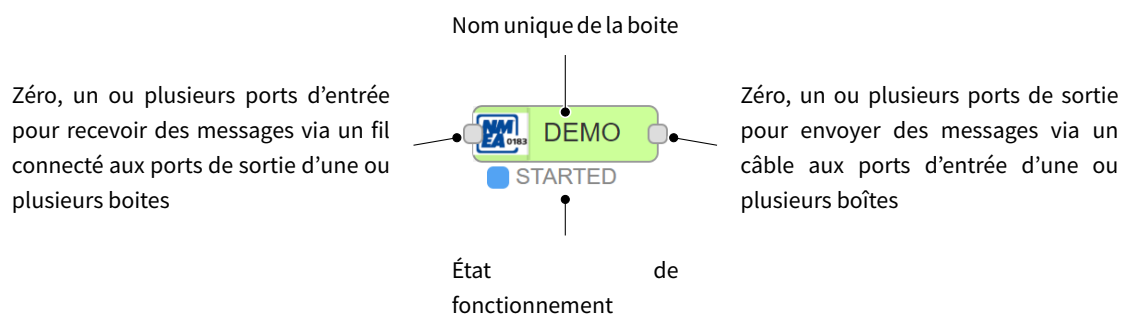 Nom unique de la boite
Zéro, un ou plusieurs ports d’entrée
pour recevoir des messages via un fil
connecté aux ports de sortie d’une ou
plusieurs boites
NM
EA 0183
DEMO
STARTED
Zéro, un ou plusieurs ports de sortie
pour envoyer des messages via un
câble aux ports d’entrée d’une ou
plusieurs boîtes
État de
fonctionnement